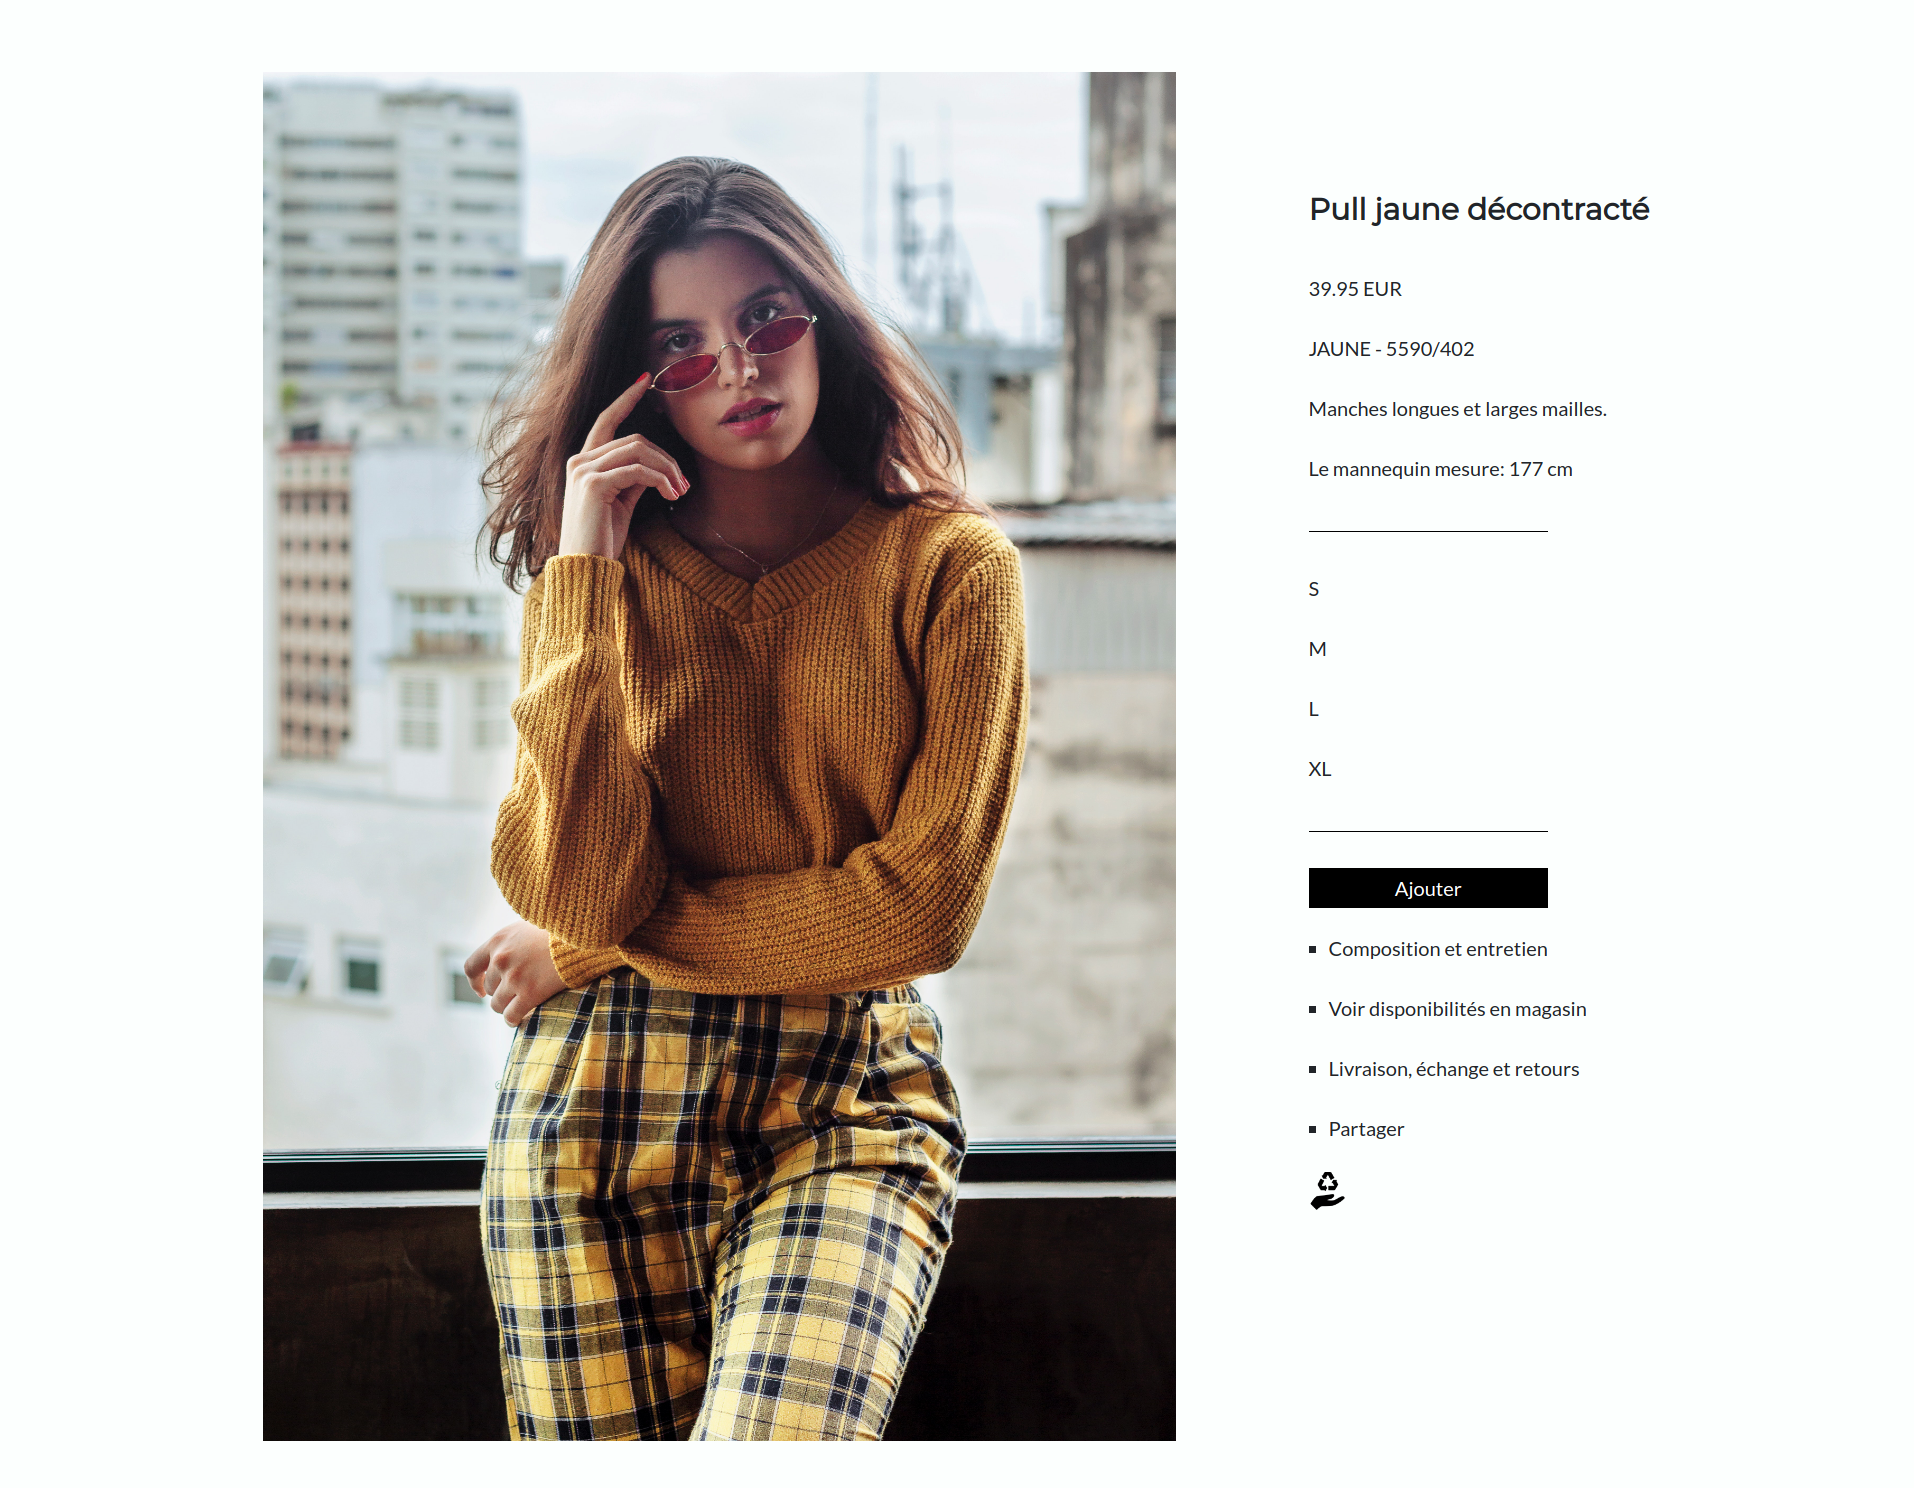 Pull jaune décontracté
39.95 EUR
JAUNE - 5590/402
Manches longues et larges mailles.
Le mannequin mesure: 177 cm
S
M
L
XL
Ajouter
Composition et entretien
Voir disponibilités en magasin
Livraison, échange et retours
Partager